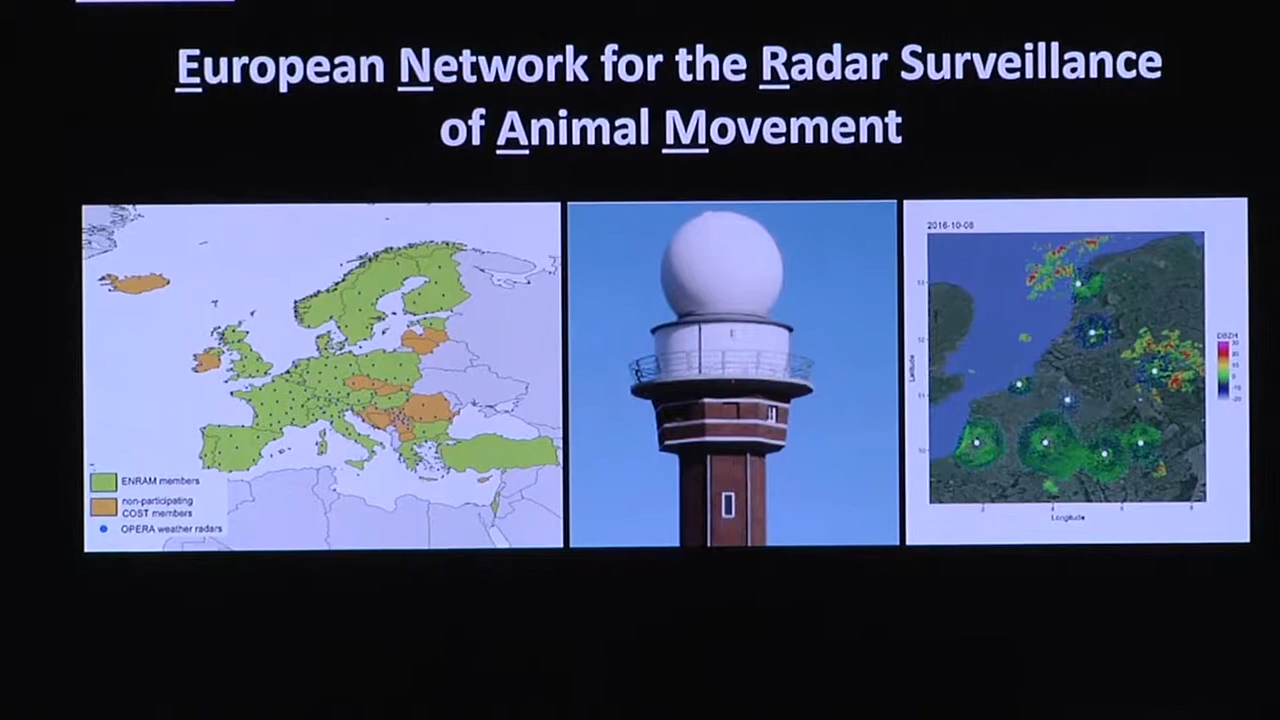 European Network for the Radar Surveillance
of Animal Movement
ENRAM members
non-participating
COST members
OPERA weather radars
2016-10-08
Latitude
Longitude
DBZH